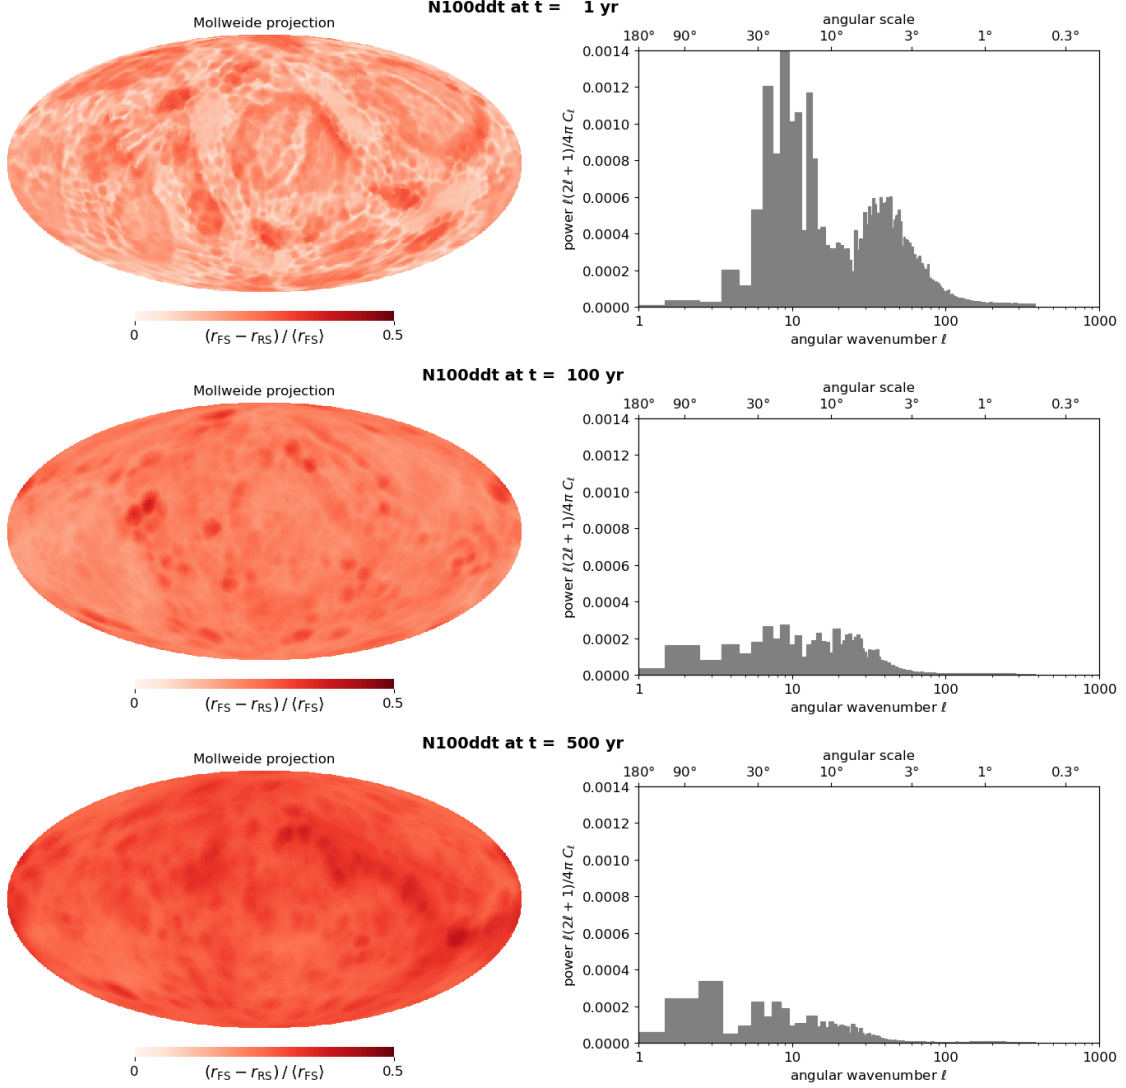 N100ddt at t =    1 yr
Mollweide projection
0
0.5
(r_FS − r_RS) / ⟨r_FS⟩
angular scale
180° 90° 30° 10° 3° 1° 0.3°
0.0014
0.0012
0.0010
0.0008
0.0006
0.0004
0.0002
0.0000
power ℓ(2ℓ + 1)/4π C_ℓ
1 10 100 1000
angular wavenumber ℓ
N100ddt at t =  100 yr
Mollweide projection
0
0.5
(r_FS − r_RS) / ⟨r_FS⟩
angular scale
180° 90° 30° 10° 3° 1° 0.3°
0.0014
0.0012
0.0010
0.0008
0.0006
0.0004
0.0002
0.0000
power ℓ(2ℓ + 1)/4π C_ℓ
1 10 100 1000
angular wavenumber ℓ
N100ddt at t =  500 yr
Mollweide projection
0
0.5
(r_FS − r_RS) / ⟨r_FS⟩
angular scale
180° 90° 30° 10° 3° 1° 0.3°
0.0014
0.0012
0.0010
0.0008
0.0006
0.0004
0.0002
0.0000
power ℓ(2ℓ + 1)/4π C_ℓ
1 10 100 1000
angular wavenumber ℓ